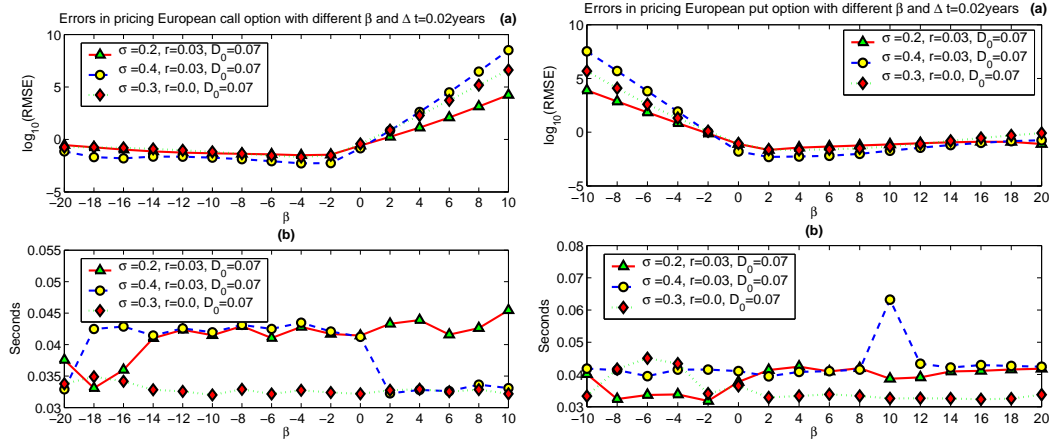 Errors in pricing European call option with different β and Δ t=0.02years (a)
10
5
0
−5
log10(RMSE)
σ =0.2, r=0.03, D0=0.07
σ =0.4, r=0.03, D0=0.07
σ =0.3, r=0.0, D0=0.07
−20 −18 −16 −14 −12 −10 −8 −6 −4 −2 0 2 4 6 8 10
β
(b)
0.055
0.05
0.045
0.04
0.035
0.03
Seconds
σ =0.2, r=0.03, D0=0.07
σ =0.4, r=0.03, D0=0.07
σ =0.3, r=0.0, D0=0.07
−20 −18 −16 −14 −12 −10 −8 −6 −4 −2 0 2 4 6 8 10
β
Errors in pricing European put option with different β and Δ t=0.02years (a)
10
5
0
−5
log10(RMSE)
σ =0.2, r=0.03, D0=0.07
σ =0.4, r=0.03, D0=0.07
σ =0.3, r=0.0, D0=0.07
−10 −8 −6 −4 −2 0 2 4 6 8 10 12 14 16 18 20
β
(b)
0.08
0.07
0.06
0.05
0.04
0.03
Seconds
σ =0.2, r=0.03, D0=0.07
σ =0.4, r=0.03, D0=0.07
σ =0.3, r=0.0, D0=0.07
−10 −8 −6 −4 −2 0 2 4 6 8 10 12 14 16 18 20
β